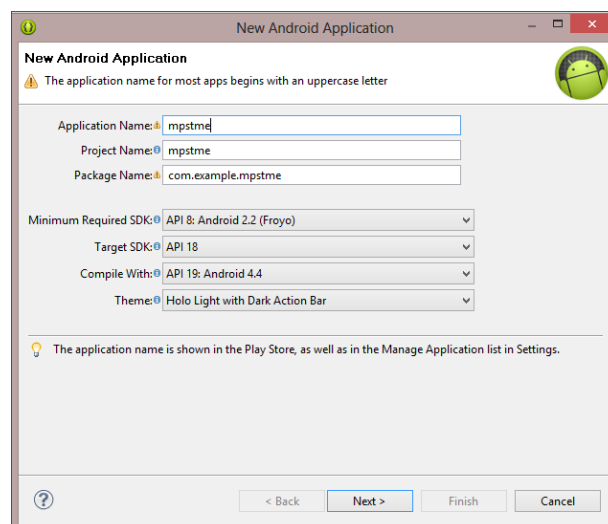 New Android Application
New Android Application
The application name for most apps begins with an uppercase letter
Application Name: mpstme
Project Name: mpstme
Package Name: com.example.mpstme
Minimum Required SDK: API 8: Android 2.2 (Froyo)
Target SDK: API 18
Compile With: API 19: Android 4.4
Theme: Holo Light with Dark Action Bar
The application name is shown in the Play Store, as well as in the Manage Application list in Settings.
? < Back Next > Finish Cancel